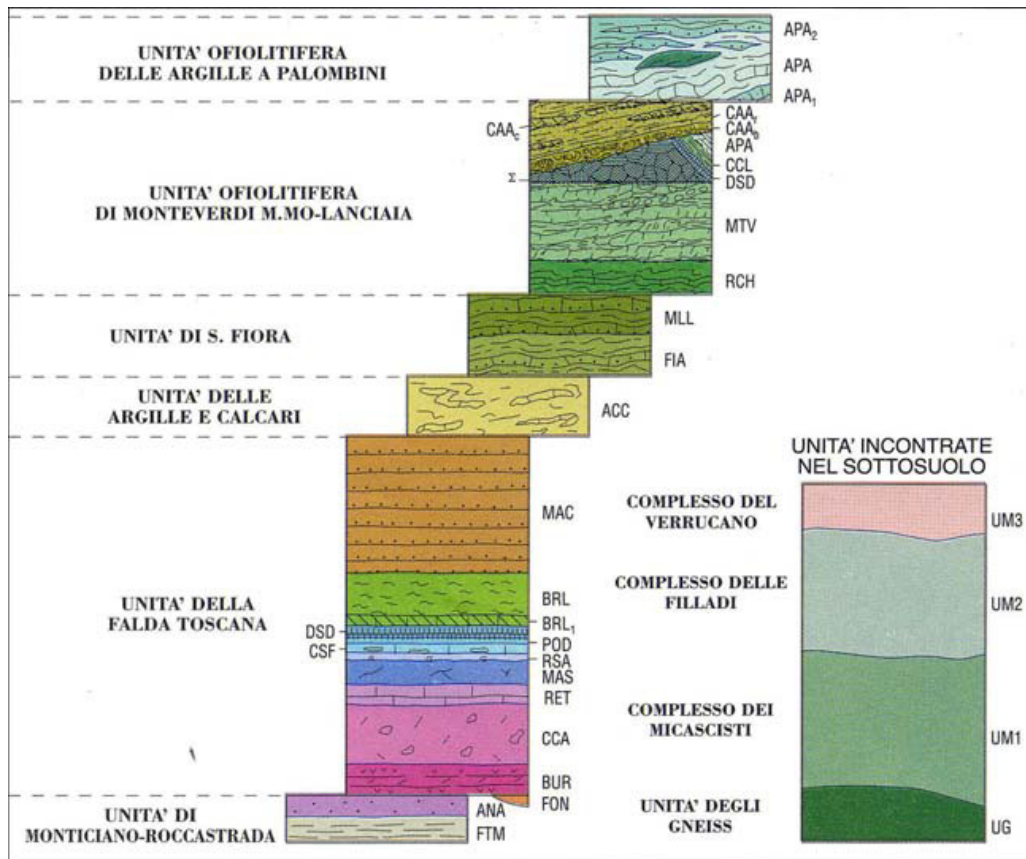 UNITA' OFIOLITIFERA
DELLE ARGILLE A PALOMBINI
APA2
APA
APA1
UNITA' OFIOLITIFERA
DI MONTEVERDI M.MO-LANCIAIA
CAAc
Σ
CAAr
CAAb
APA
CCL
DSD
MTV
RCH
UNITA' DI S. FIORA
MLL
FIA
UNITA' DELLE
ARGILLE E CALCARI
ACC
UNITA' DELLA
FALDA TOSCANA
DSD
CSF
MAC
BRL
BRL1
POD
RSA
MAS
RET
CCA
BUR
FON
UNITA' DI
MONTICIANO-ROCCASTRADA
ANA
FTM
UNITA' INCONTRATE
NEL SOTTOSUOLO
COMPLESSO DEL
VERRUCANO
UM3
COMPLESSO DELLE
FILLADI
UM2
COMPLESSO DEI
MICASCISTI
UM1
UNITA' DEGLI
GNEISS
UG